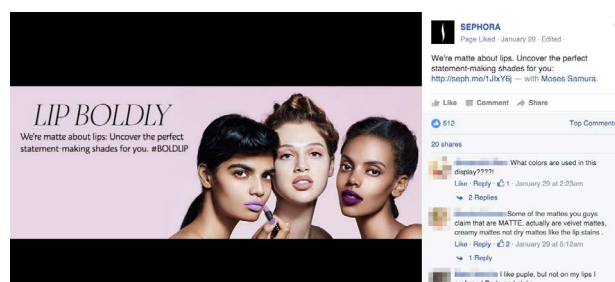 LIP BOLDLY
We're matte about lips: Uncover the perfect
statement-making shades for you. #BOLDLIP
SEPHORA
Page Liked · January 28 · Edited ·
We're matte about lips. Uncover the perfect
statement-making shades for you:
http://seph.me/1JlxY6j — with Moses Samura.
Like Comment Share
512 Top Comments
20 shares
What colors are used in this
display????!
Like · Reply · 1 · January 29 at 2:23am
2 Replies
Some of the mattes you guys
claim that are MATTE, actually are velvet mattes,
creamy mattes not dry mattes like the lip stains .
Like · Reply · 2 · January 29 at 5:12am
1 Reply
I like puple, but not on my lips I